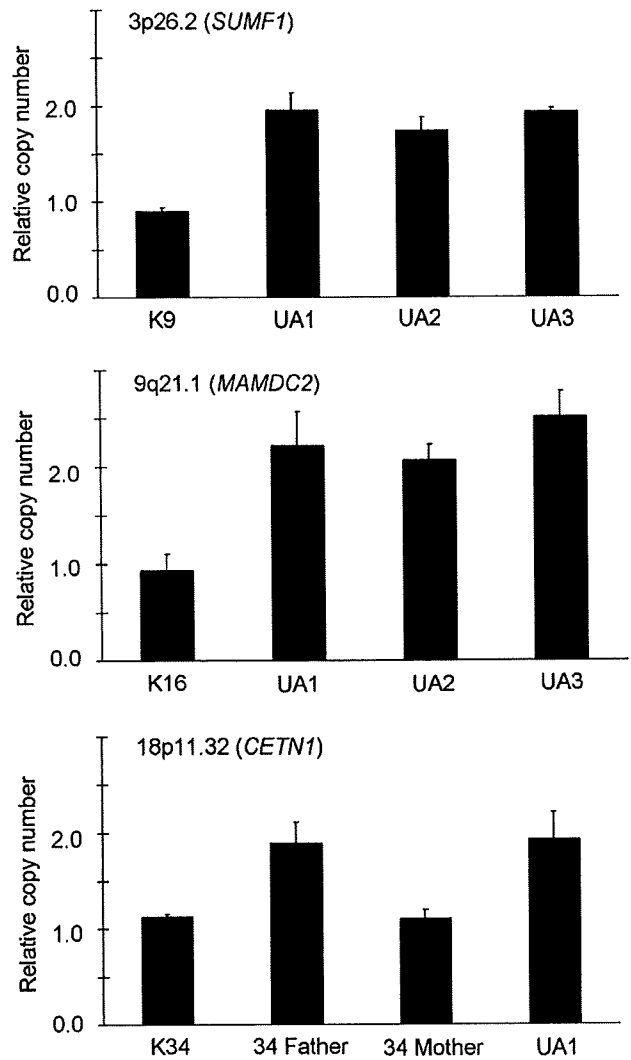 3p26.2 (SUMF1)
Relative copy number
2.0
1.0
0.0
K9 UA1 UA2 UA3
9q21.1 (MAMDC2)
Relative copy number
2.0
1.0
0.0
K16 UA1 UA2 UA3
18p11.32 (CETN1)
Relative copy number
2.0
1.0
0.0
K34 34 Father 34 Mother UA1